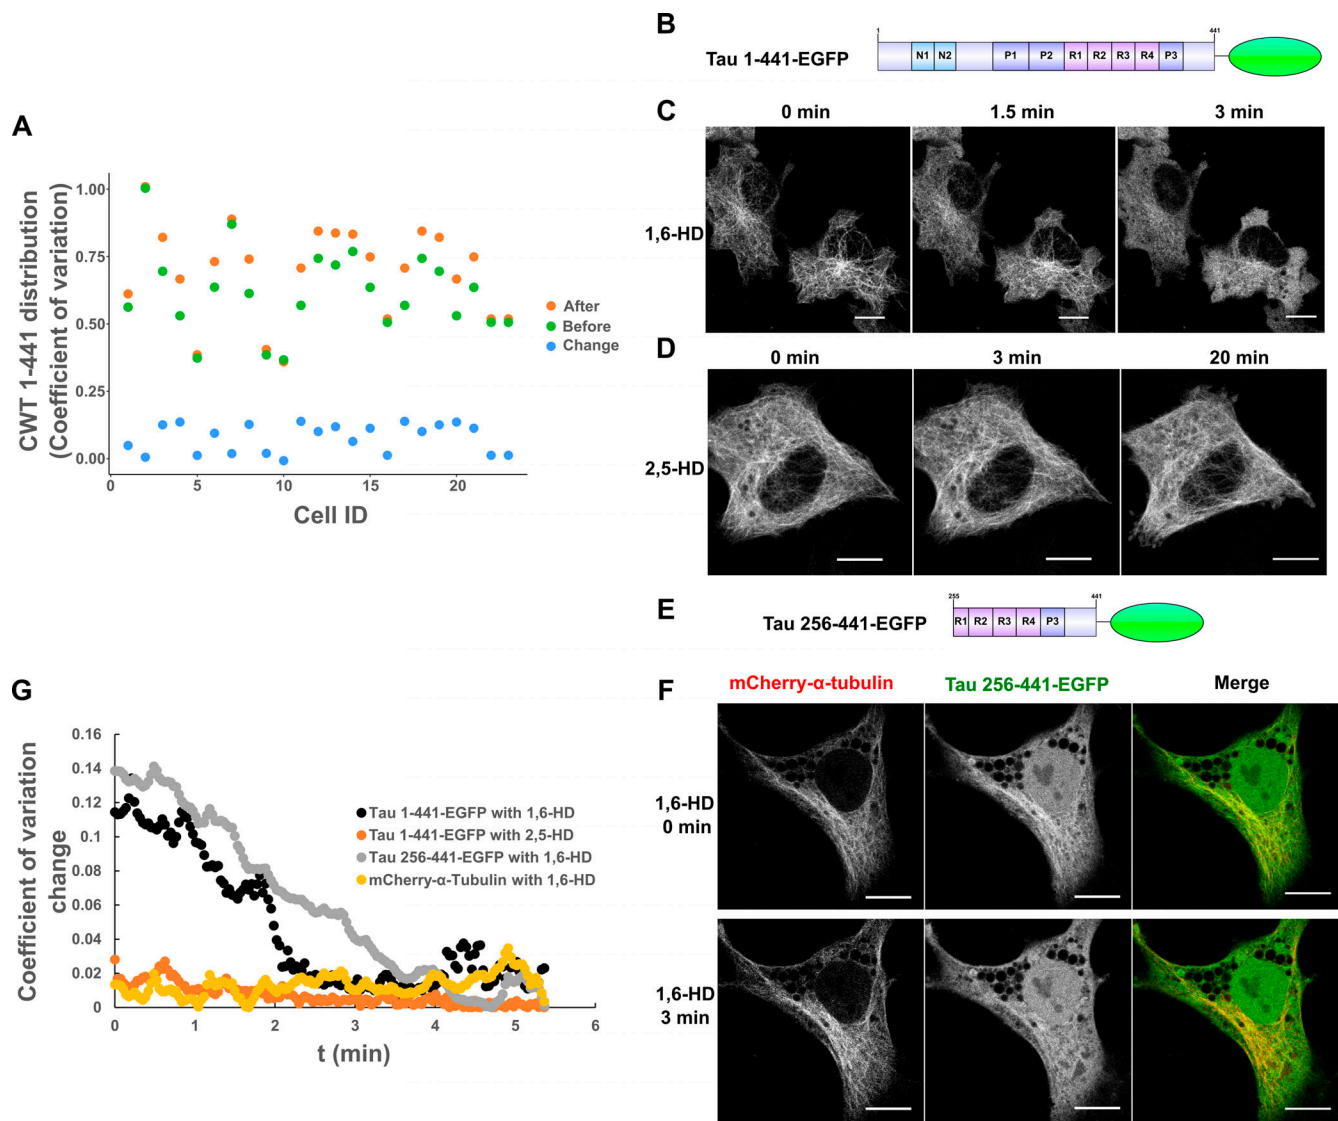 A
CWT 1-441 distribution
(Coefficient of variation)
1.00
0.75
0.50
0.25
0.00
0 5 10 15 20
Cell ID
After
Before
Change
B
Tau 1-441-EGFP
1 441
N1 N2 P1 P2 R1 R2 R3 R4 P3
C
0 min 1.5 min 3 min
1,6-HD
D
0 min 3 min 20 min
2,5-HD
E
Tau 256-441-EGFP
255 441
R1 R2 R3 R4 P3
F
mCherry-α-tubulin Tau 256-441-EGFP Merge
1,6-HD
0 min
1,6-HD
3 min
G
Coefficient of variation
change
0.16
0.14
0.12
0.1
0.08
0.06
0.04
0.02
0
0 1 2 3 4 5 6
t (min)
Tau 1-441-EGFP with 1,6-HD
Tau 1-441-EGFP with 2,5-HD
Tau 256-441-EGFP with 1,6-HD
mCherry-α-Tubulin with 1,6-HD